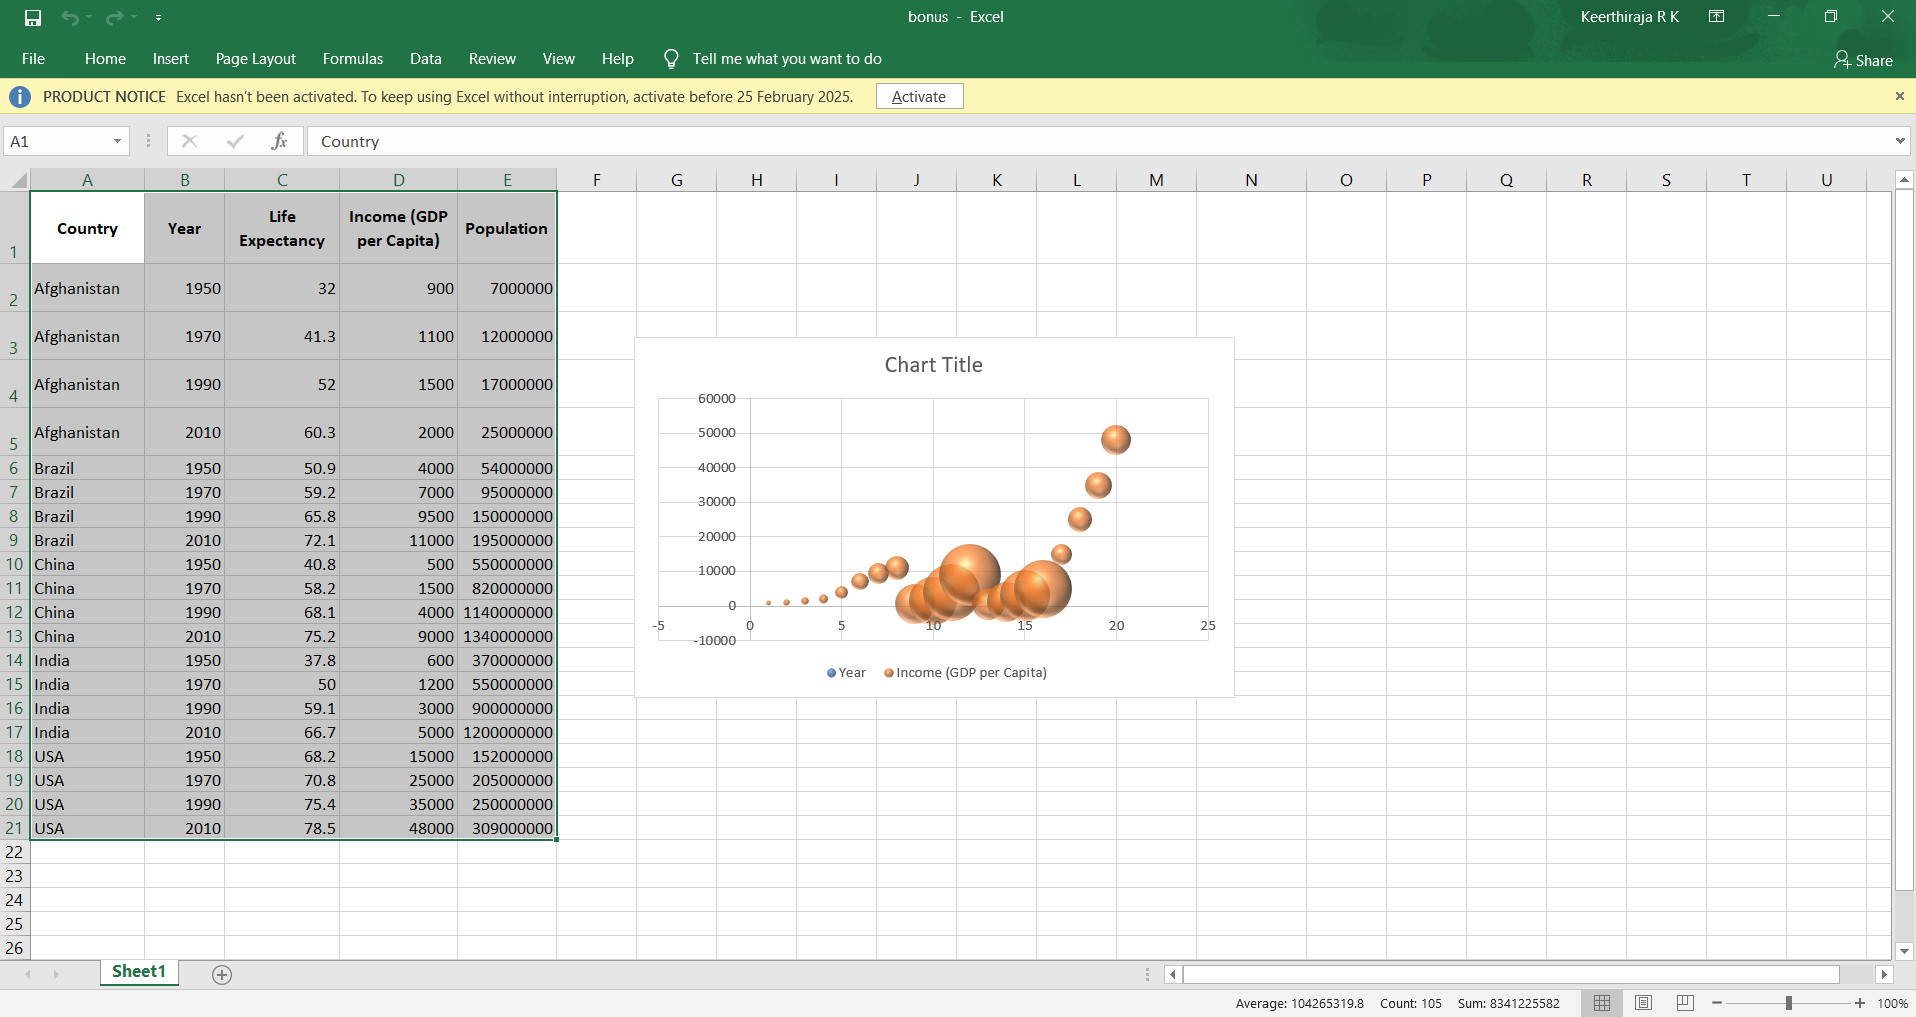 bonus - Excel
Keerthiraja R K
File Home Insert Page Layout Formulas Data Review View Help Tell me what you want to do
Share
PRODUCT NOTICE Excel hasn't been activated. To keep using Excel without interruption, activate before 25 February 2025. Activate
A1 fx Country
A B C D E F G H I J K L M N O P Q R S T U
1 Country Year Life Expectancy Income (GDP per Capita) Population
2 Afghanistan 1950 32 900 7000000
3 Afghanistan 1970 41.3 1100 12000000
4 Afghanistan 1990 52 1500 17000000
5 Afghanistan 2010 60.3 2000 25000000
6 Brazil 1950 50.9 4000 54000000
7 Brazil 1970 59.2 7000 95000000
8 Brazil 1990 65.8 9500 150000000
9 Brazil 2010 72.1 11000 195000000
10 China 1950 40.8 500 550000000
11 China 1970 58.2 1500 820000000
12 China 1990 68.1 4000 1140000000
13 China 2010 75.2 9000 1340000000
14 India 1950 37.8 600 370000000
15 India 1970 50 1200 550000000
16 India 1990 59.1 3000 900000000
17 India 2010 66.7 5000 1200000000
18 USA 1950 68.2 15000 152000000
19 USA 1970 70.8 25000 205000000
20 USA 1990 75.4 35000 250000000
21 USA 2010 78.5 48000 309000000
22
23
24
25
26
Chart Title
60000
50000
40000
30000
20000
10000
0
-5 0 5 10 15 20 25
-10000
Year Income (GDP per Capita)
Sheet1
Average: 104265319.8 Count: 105 Sum: 8341225582 100%